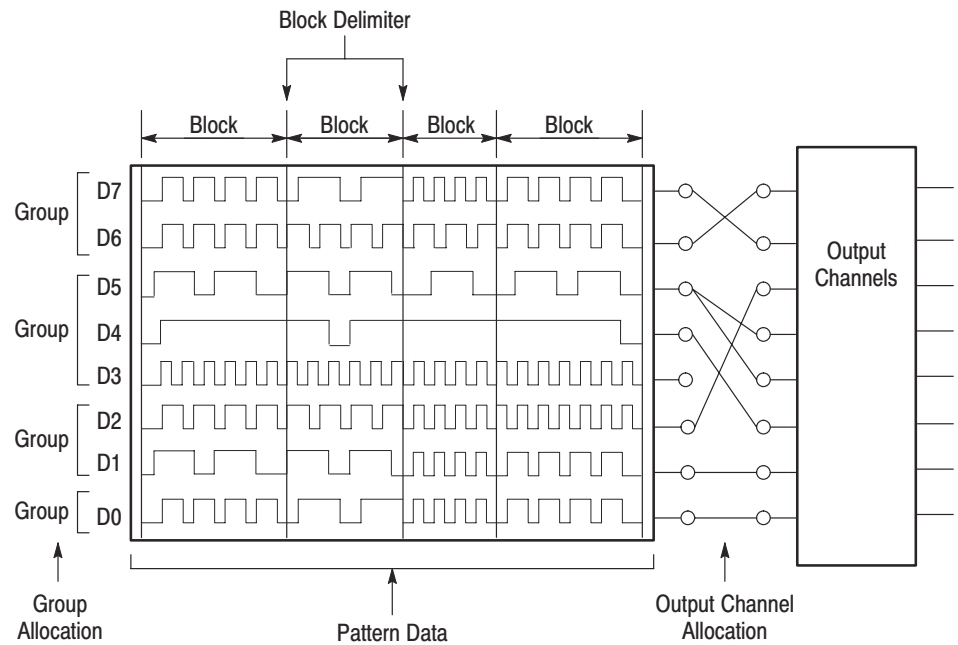 Block Delimiter
Block Block Block Block
Group D7
D6
Group D5
D4
D3
Group D2
D1
Group D0
Output
Channels
Group
Allocation
Pattern Data
Output Channel
Allocation